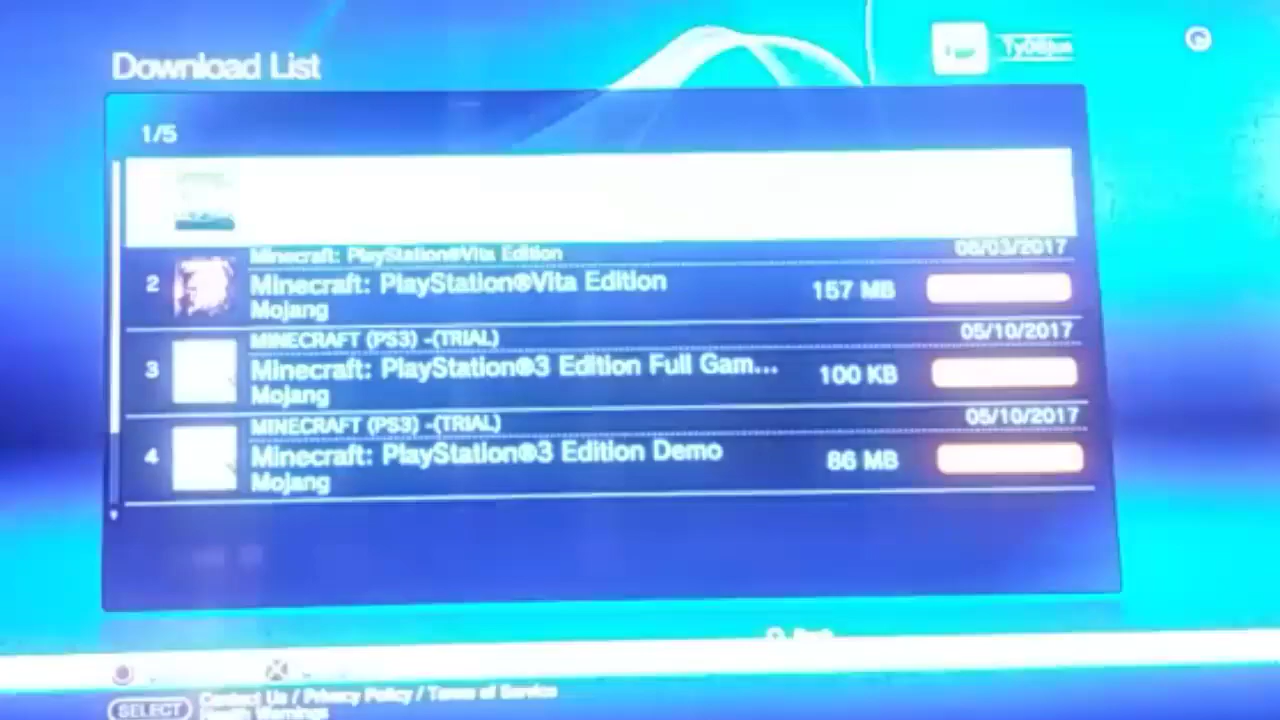 Download List
1/5
Minecraft: PlayStation®Vita Edition
08/03/2017
2
Minecraft: PlayStation®Vita Edition
157 MB
Mojang
MINECRAFT (PS3) -(TRIAL)
05/10/2017
3
Minecraft: PlayStation®3 Edition Full Gam...
100 KB
Mojang
MINECRAFT (PS3) -(TRIAL)
05/10/2017
4
Minecraft: PlayStation®3 Edition Demo
86 MB
Mojang
Back
SELECT
Contact Us / Privacy Policy / Terms of Service
Health Warnings